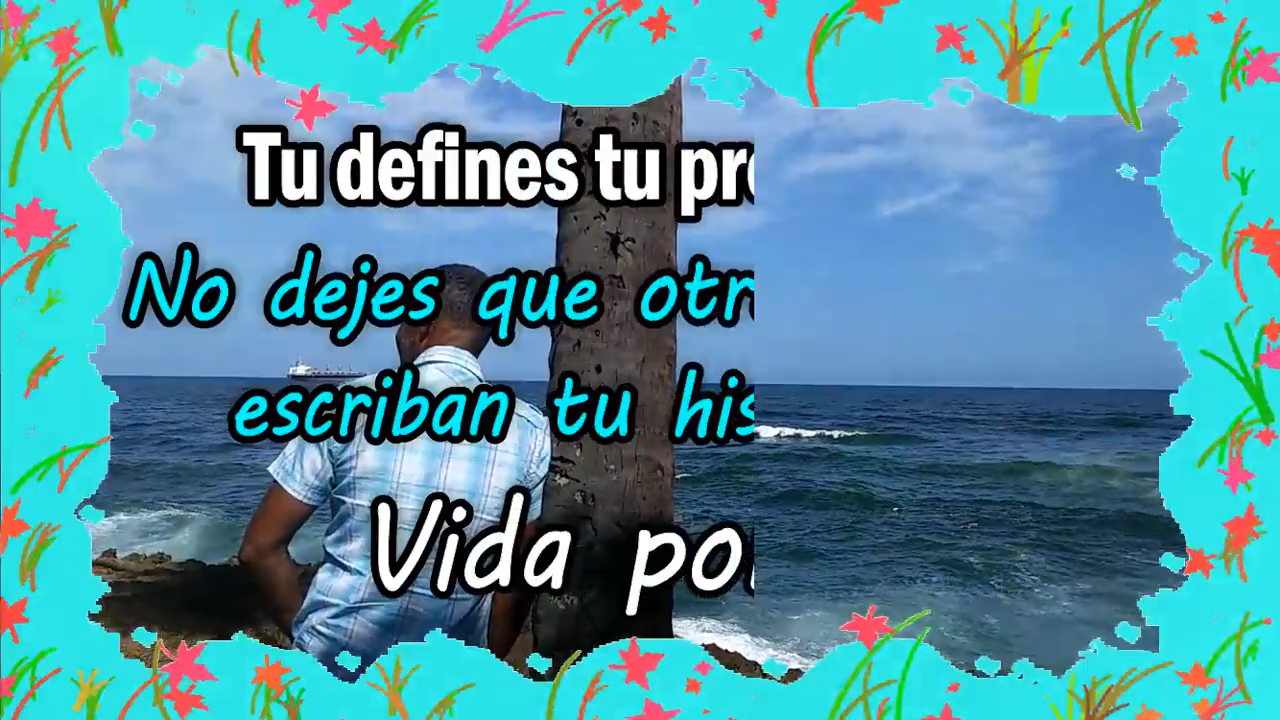 Tu defines tu
No dejes que
escriban tu
Vida